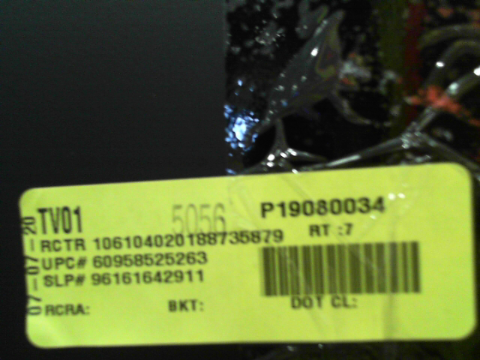 TV01 5056 P19080034
RCTR 106104020188735879 RT :7
UPC# 60958525263
SLP# 96161642911
RCRA: BKT: DOT CL:
07-07-20